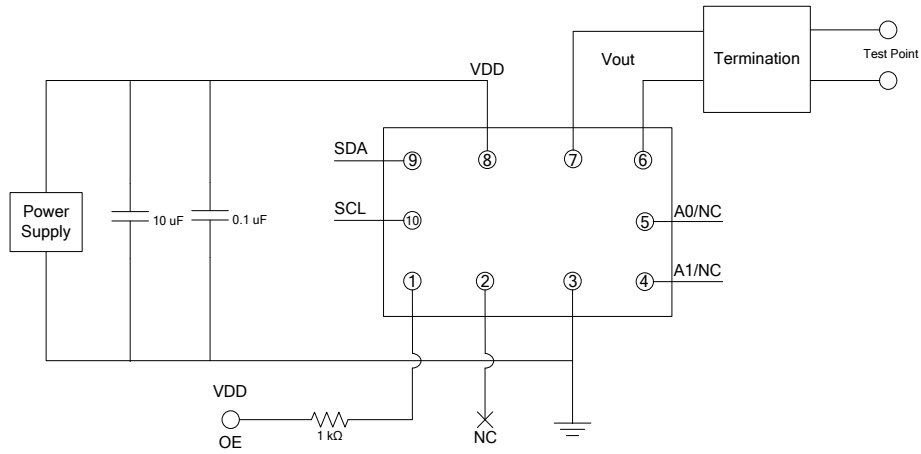 Vout
Termination
Test Point
VDD
SDA
9
8
7
6
Power
Supply
10 uF
0.1 uF
SCL
10
5
A0/NC
1
2
3
4
A1/NC
VDD
OE
1 kΩ
NC